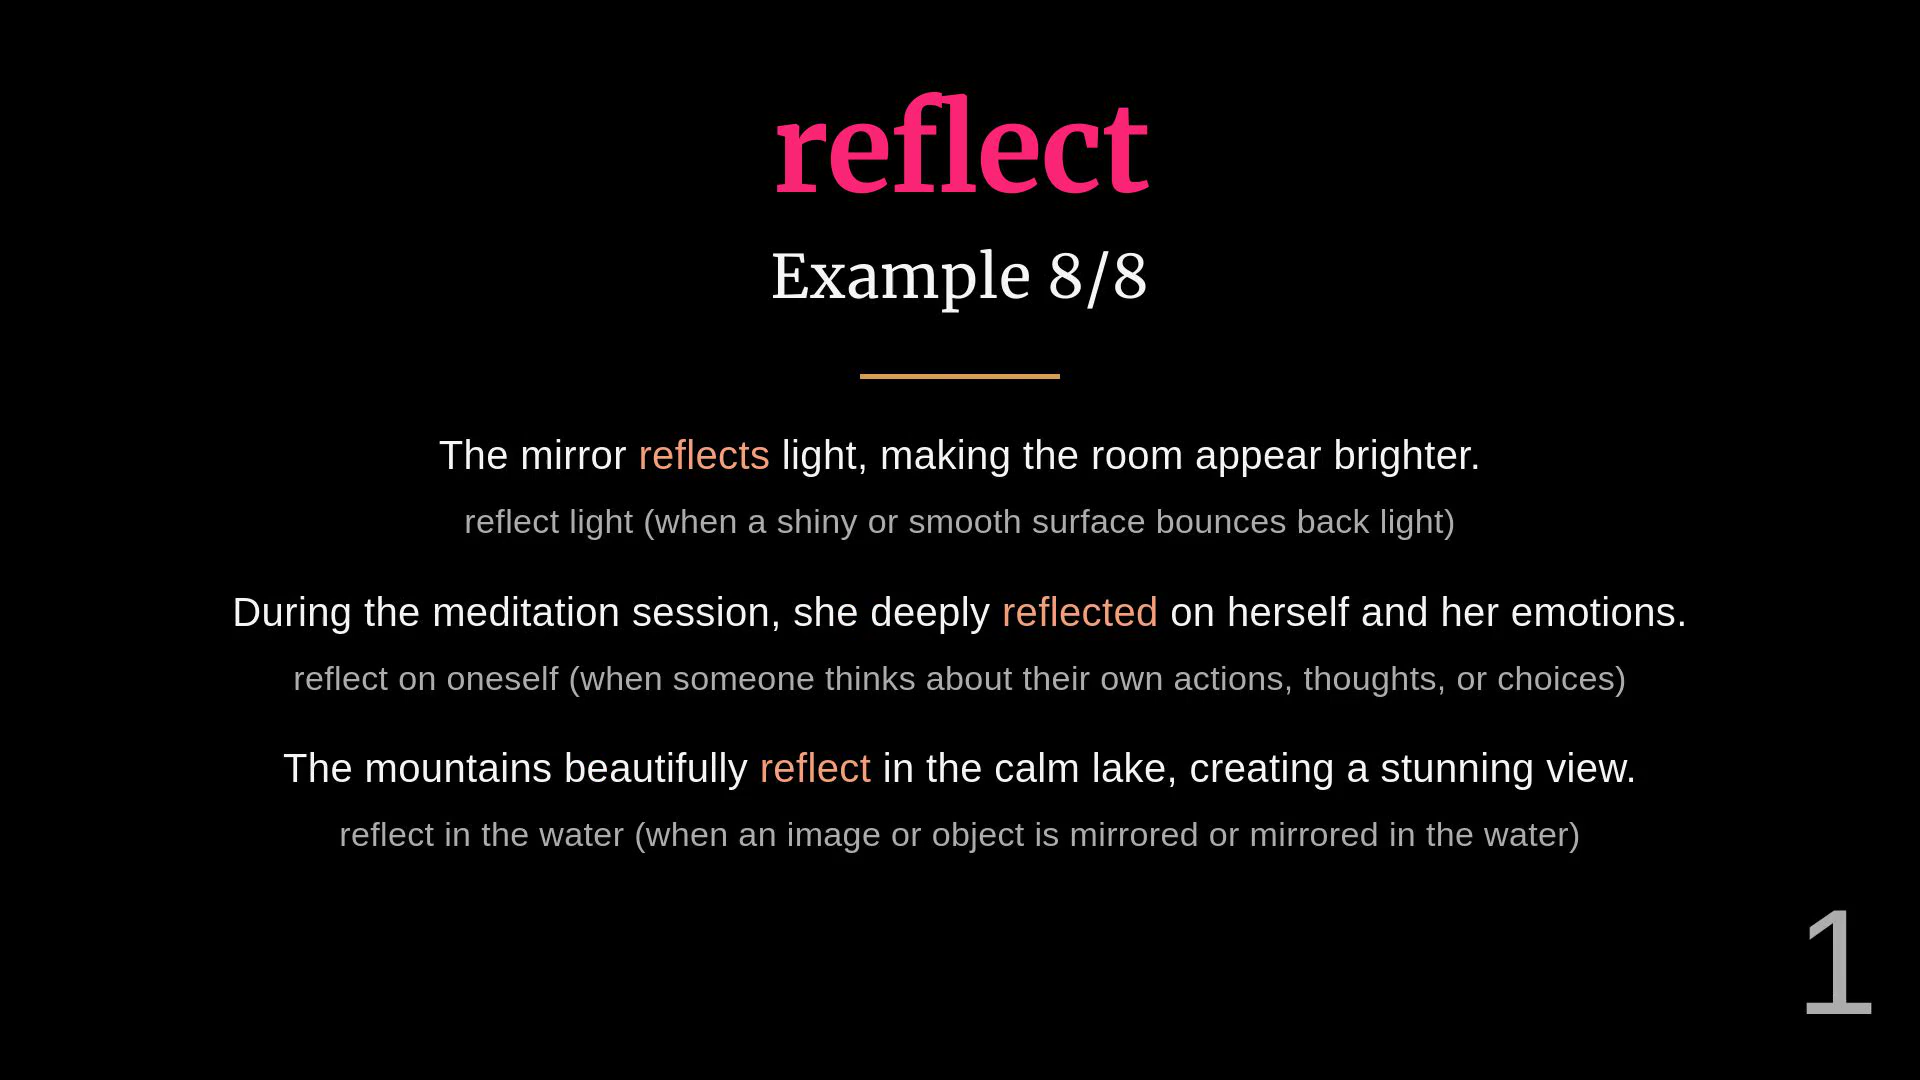 reflect
Example 8/8
The mirror reflects light, making the room appear brighter.
reflect light (when a shiny or smooth surface bounces back light)
During the meditation session, she deeply reflected on herself and her emotions.
reflect on oneself (when someone thinks about their own actions, thoughts, or choices)
The mountains beautifully reflect in the calm lake, creating a stunning view.
reflect in the water (when an image or object is mirrored or mirrored in the water)
1